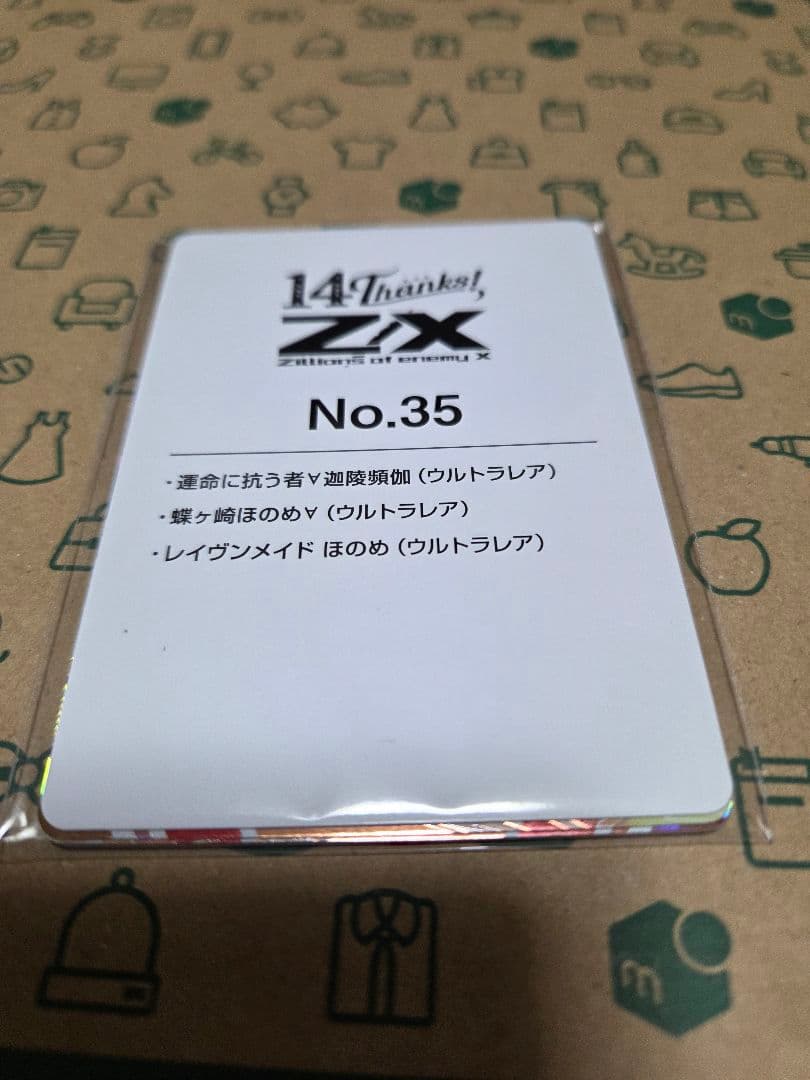 14 Thanks!,
Z/X
Zillions of enemy X
No.35
・運命に抗う者∀迦陵頻伽（ウルトラレア）
・蝶ヶ崎ほのめ∀（ウルトラレア）
・レイヴンメイド ほのめ（ウルトラレア）